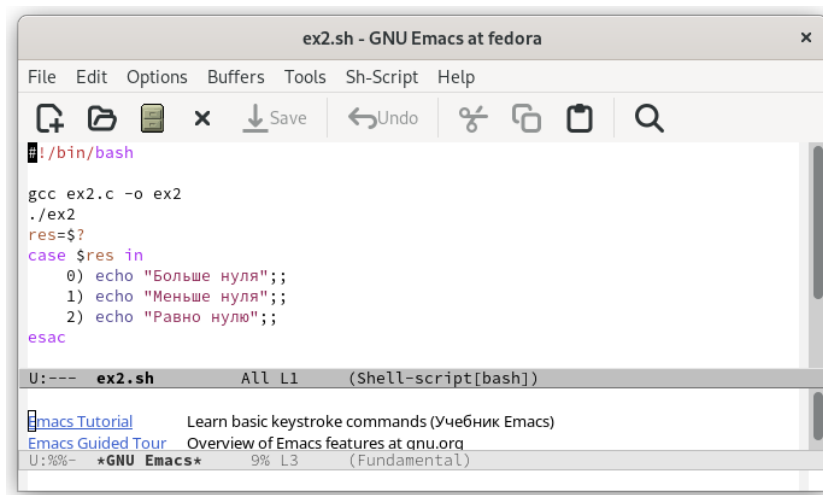 ex2.sh - GNU Emacs at fedora
File Edit Options Buffers Tools Sh-Script Help
Save Undo
#!/bin/bash
gcc ex2.c -o ex2
./ex2
res=$?
case $res in
0) echo "Больше нуля";;
1) echo "Меньше нуля";;
2) echo "Равно нулю";;
esac
U:--- ex2.sh All L1 (Shell-script[bash])
Emacs Tutorial Learn basic keystroke commands (Учебник Emacs)
Emacs Guided Tour Overview of Emacs features at gnu.org
U:%%- *GNU Emacs* 9% L3 (Fundamental)